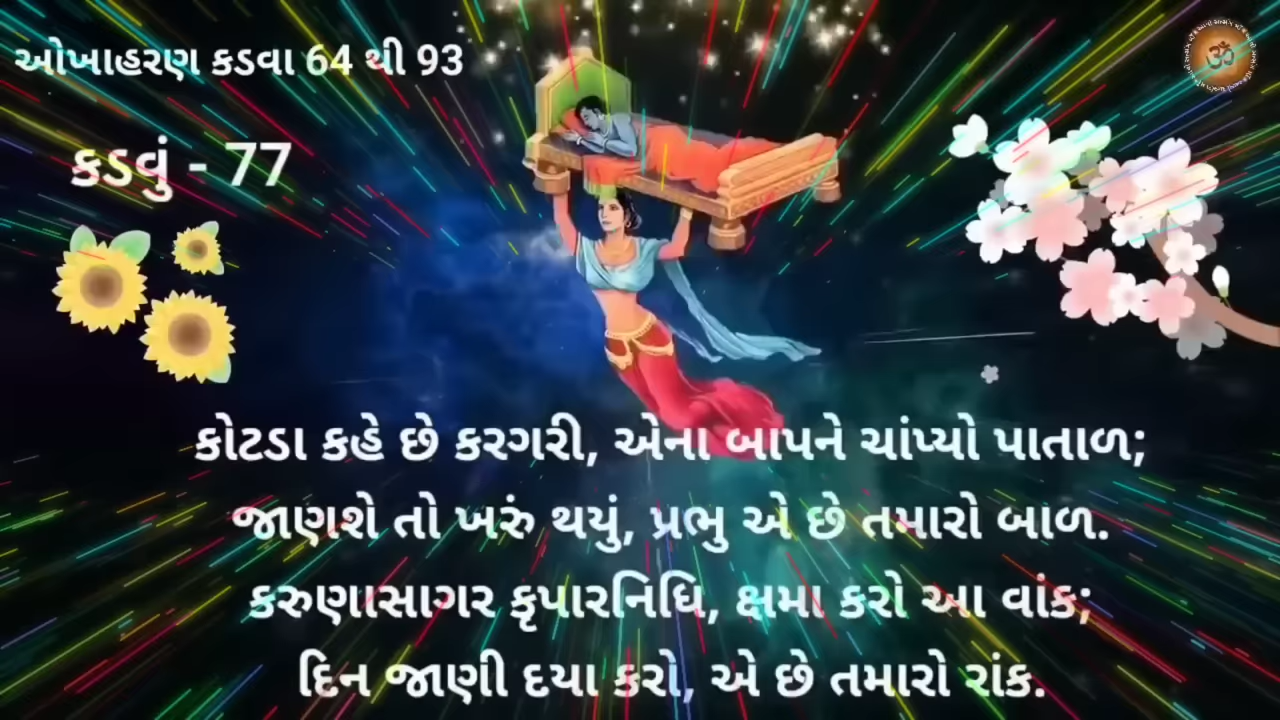 ઓખાહરણ કડવા 64 થી 93
કડવું - 77
ૐ
કોટડા કહે છે કરગરી, એના બાપને ચાંપ્યો પાતાળ;
જાણશે તો ખરું થયું, પ્રભુ એ છે તમારો બાળ.
કરુણાસાગર કૃપારનિધિ, ક્ષમા કરો આ વાંક;
દિન જાણી દયા કરો, એ છે તમારો રાંક.